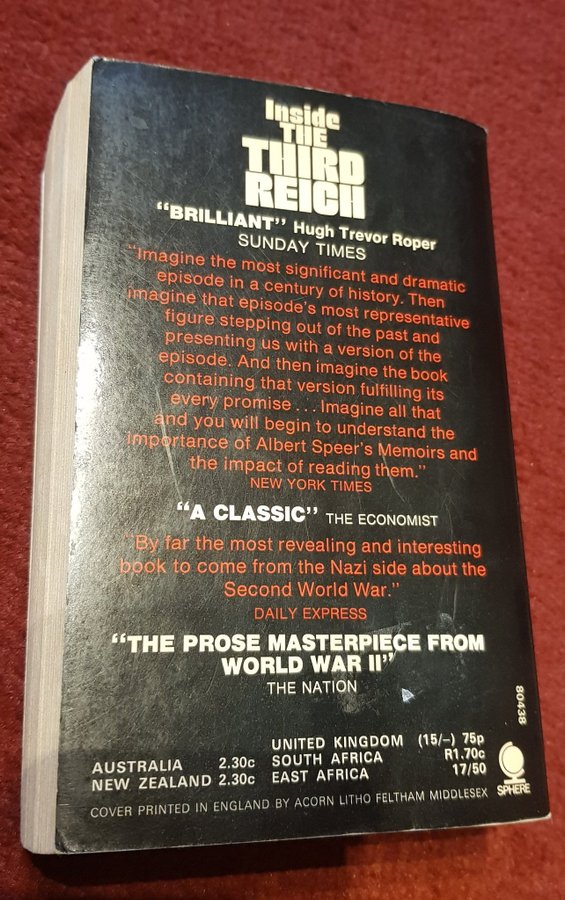 Inside
THE
THIRD
REICH
"BRILLIANT" Hugh Trevor Roper
SUNDAY TIMES
"Imagine the most significant and dramatic
episode in a century of history. Then
imagine that episode's most representative
figure stepping out of the past and
presenting us with a version of the
episode. And then imagine the book
containing that version fulfilling its
every promise ... Imagine all that
and you will begin to understand the
importance of Albert Speer's Memoirs and
the impact of reading them."
NEW YORK TIMES
"A CLASSIC" THE ECONOMIST
"By far the most revealing and interesting
book to come from the Nazi side about the
Second World War."
DAILY EXPRESS
"THE PROSE MASTERPIECE FROM
WORLD WAR II"
THE NATION
80438
UNITED KINGDOM (15/-) 75p
AUSTRALIA 2.30c SOUTH AFRICA R1.70c
NEW ZEALAND 2.30c EAST AFRICA 17/50
SPHERE
COVER PRINTED IN ENGLAND BY ACORN LITHO FELTHAM MIDDLESEX